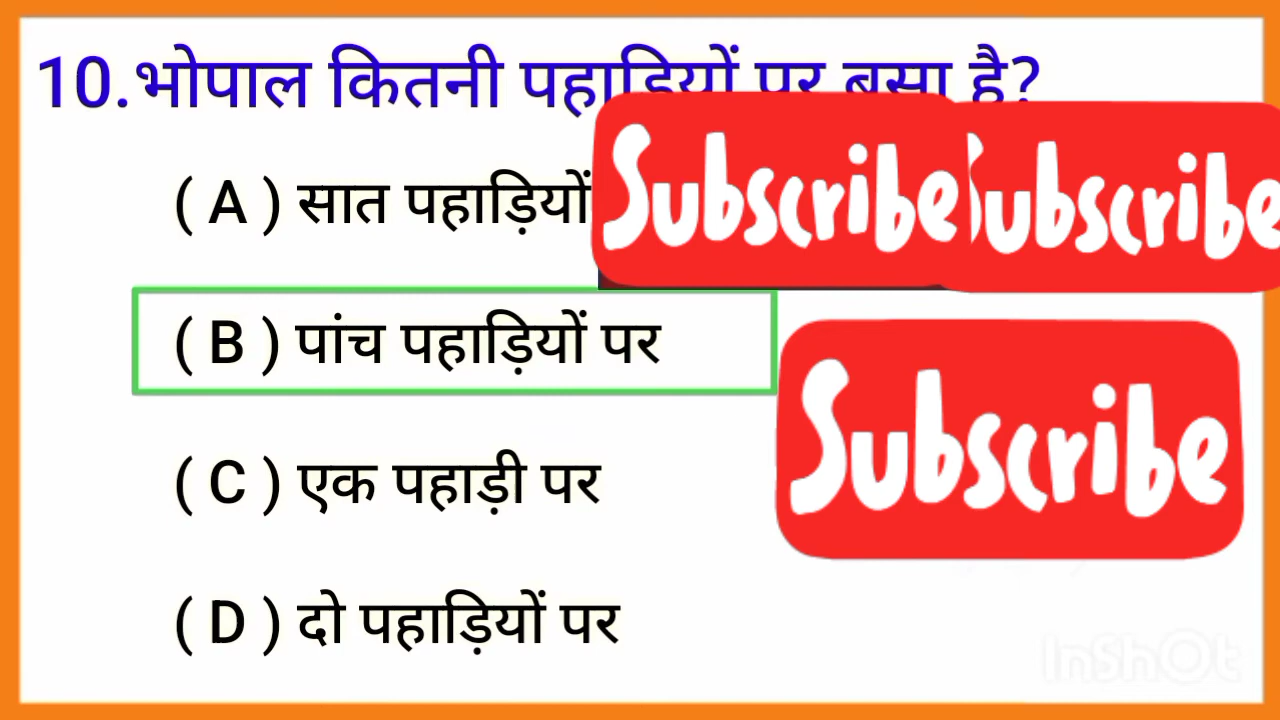 10.भोपाल कितनी पहाड़ियों पर बसा है?
( A ) सात पहाड़ियों
Subscribe
Subscribe
( B ) पांच पहाड़ियों पर
Subscribe
( C ) एक पहाड़ी पर
( D ) दो पहाड़ियों पर
InShOt